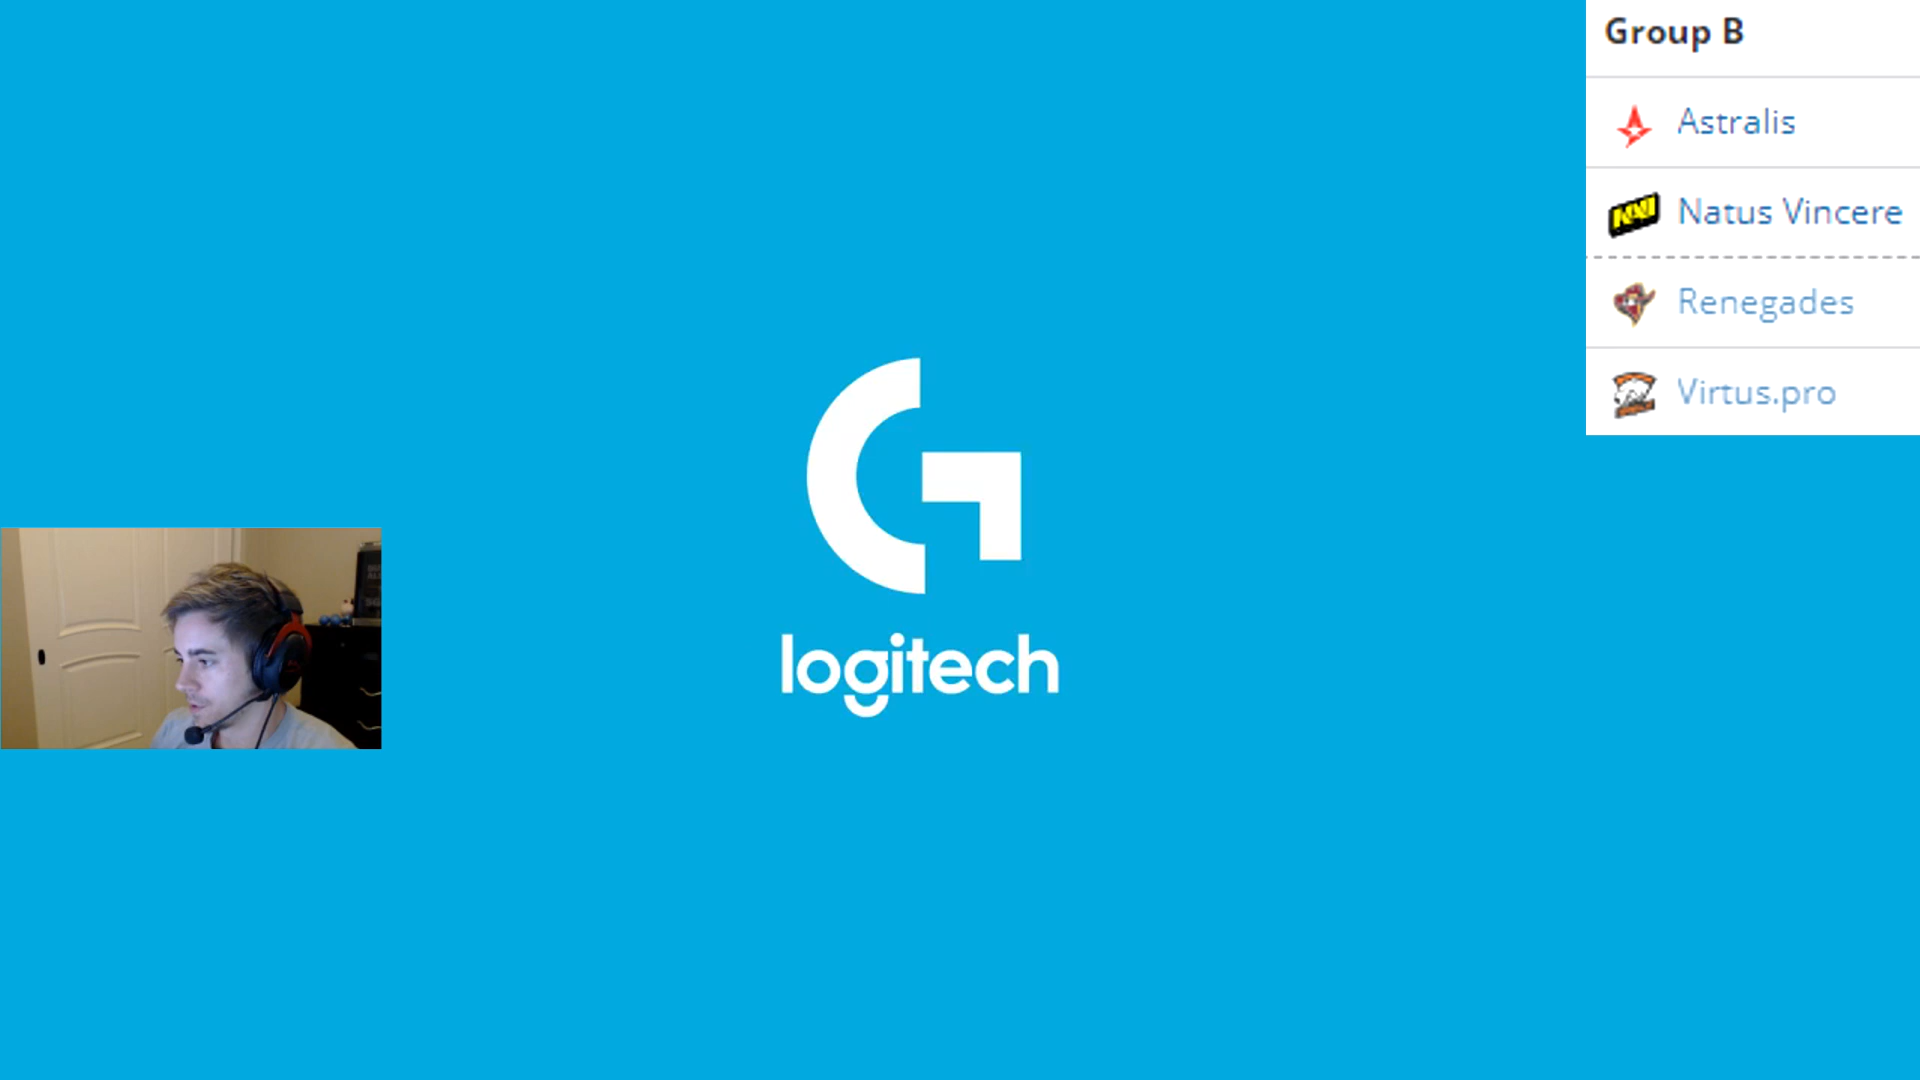 Group B
Astralis
Natus Vincere
Renegades
Virtus.pro
logitech